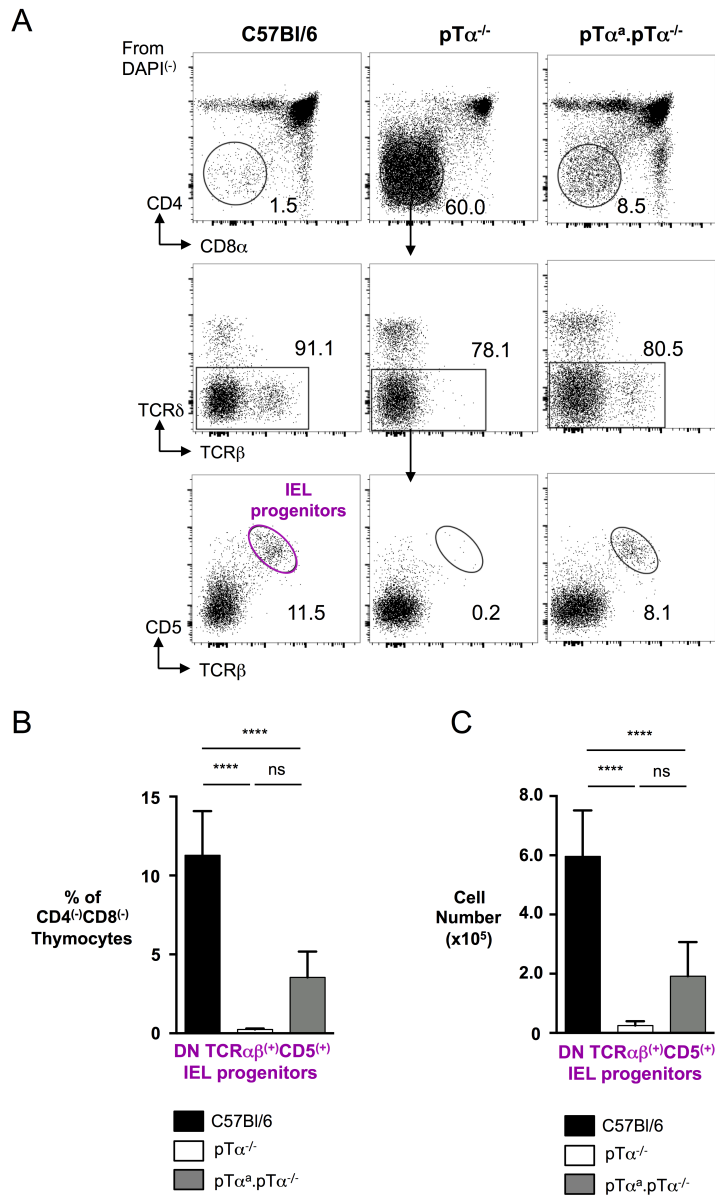 A
C57Bl/6
pTα-/-
pTαa.pTα-/-
From
DAPI(-)
1.5
60.0
8.5
CD4
CD8α
91.1
78.1
80.5
TCRδ
TCRβ
IEL
progenitors
11.5
0.2
8.1
CD5
TCRβ
B
****
****
ns
15
10
5
0
% of
CD4(-)CD8(-)
Thymocytes
DN TCRαβ(+)CD5(+)
IEL progenitors
C57Bl/6
pTα-/-
pTαa.pTα-/-
C
****
****
ns
8.0
6.0
4.0
2.0
0
Cell
Number
(x10⁵)
DN TCRαβ(+)CD5(+)
IEL progenitors
C57Bl/6
pTα-/-
pTαa.pTα-/-